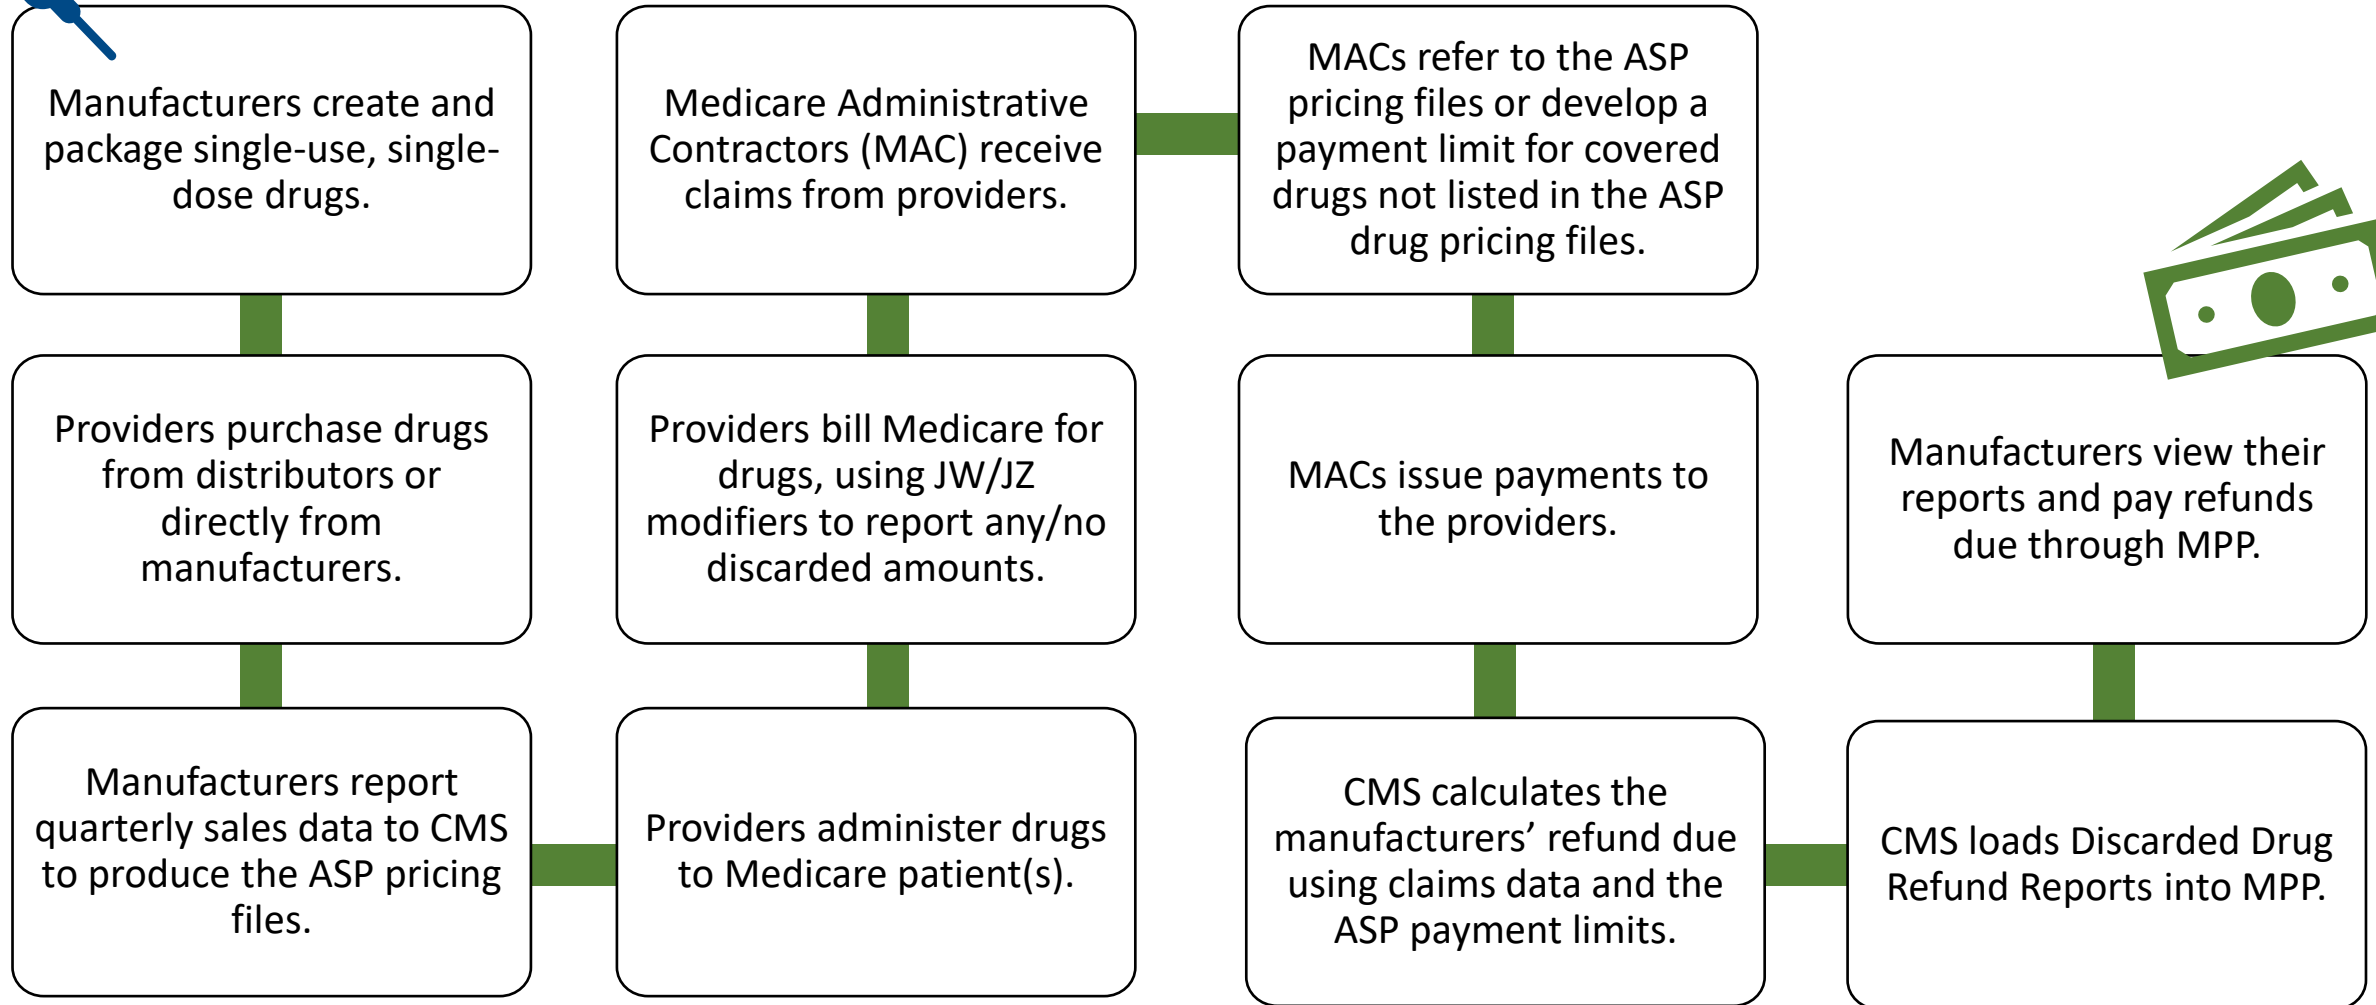 Manufacturers create and
package single-use, single-
dose drugs.
Providers purchase drugs
from distributors or
directly from
manufacturers.
Manufacturers report
quarterly sales data to CMS
to produce the ASP pricing
files.
Providers administer drugs
to Medicare patient(s).
Providers bill Medicare for
drugs, using JW/JZ
modifiers to report any/no
discarded amounts.
Medicare Administrative
Contractors (MAC) receive
claims from providers.
MACs refer to the ASP
pricing files or develop a
payment limit for covered
drugs not listed in the ASP
drug pricing files.
MACs issue payments to
the providers.
CMS calculates the
manufacturers’ refund due
using claims data and the
ASP payment limits.
CMS loads Discarded Drug
Refund Reports into MPP.
Manufacturers view their
reports and pay refunds
due through MPP.